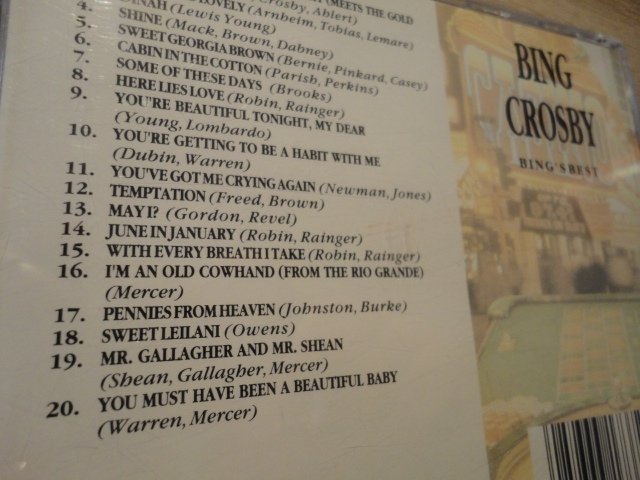 (MEETS THE GOLD
Crosby, Ahlert)
LOVELY (Arnheim, Tobias, Lemare)
4. DINAH (Lewis Young)
5. SHINE (Mack, Brown, Dabney)
6. SWEET GEORGIA BROWN (Bernie, Pinkard, Casey)
7. CABIN IN THE COTTON (Parish, Perkins)
8. SOME OF THESE DAYS (Brooks)
9. HERE LIES LOVE (Robin, Rainger)
YOU'RE BEAUTIFUL TONIGHT, MY DEAR
(Young, Lombardo)
10. YOU'RE GETTING TO BE A HABIT WITH ME
(Dubin, Warren)
11. YOU'VE GOT ME CRYING AGAIN (Newman, Jones)
12. TEMPTATION (Freed, Brown)
13. MAY I? (Gordon, Revel)
14. JUNE IN JANUARY (Robin, Rainger)
15. WITH EVERY BREATH I TAKE (Robin, Rainger)
16. I'M AN OLD COWHAND (FROM THE RIO GRANDE)
(Mercer)
17. PENNIES FROM HEAVEN (Johnston, Burke)
18. SWEET LEILANI (Owens)
19. MR. GALLAGHER AND MR. SHEAN
(Shean, Gallagher, Mercer)
20. YOU MUST HAVE BEEN A BEAUTIFUL BABY
(Warren, Mercer)
BING
CROSBY
BING'S BEST